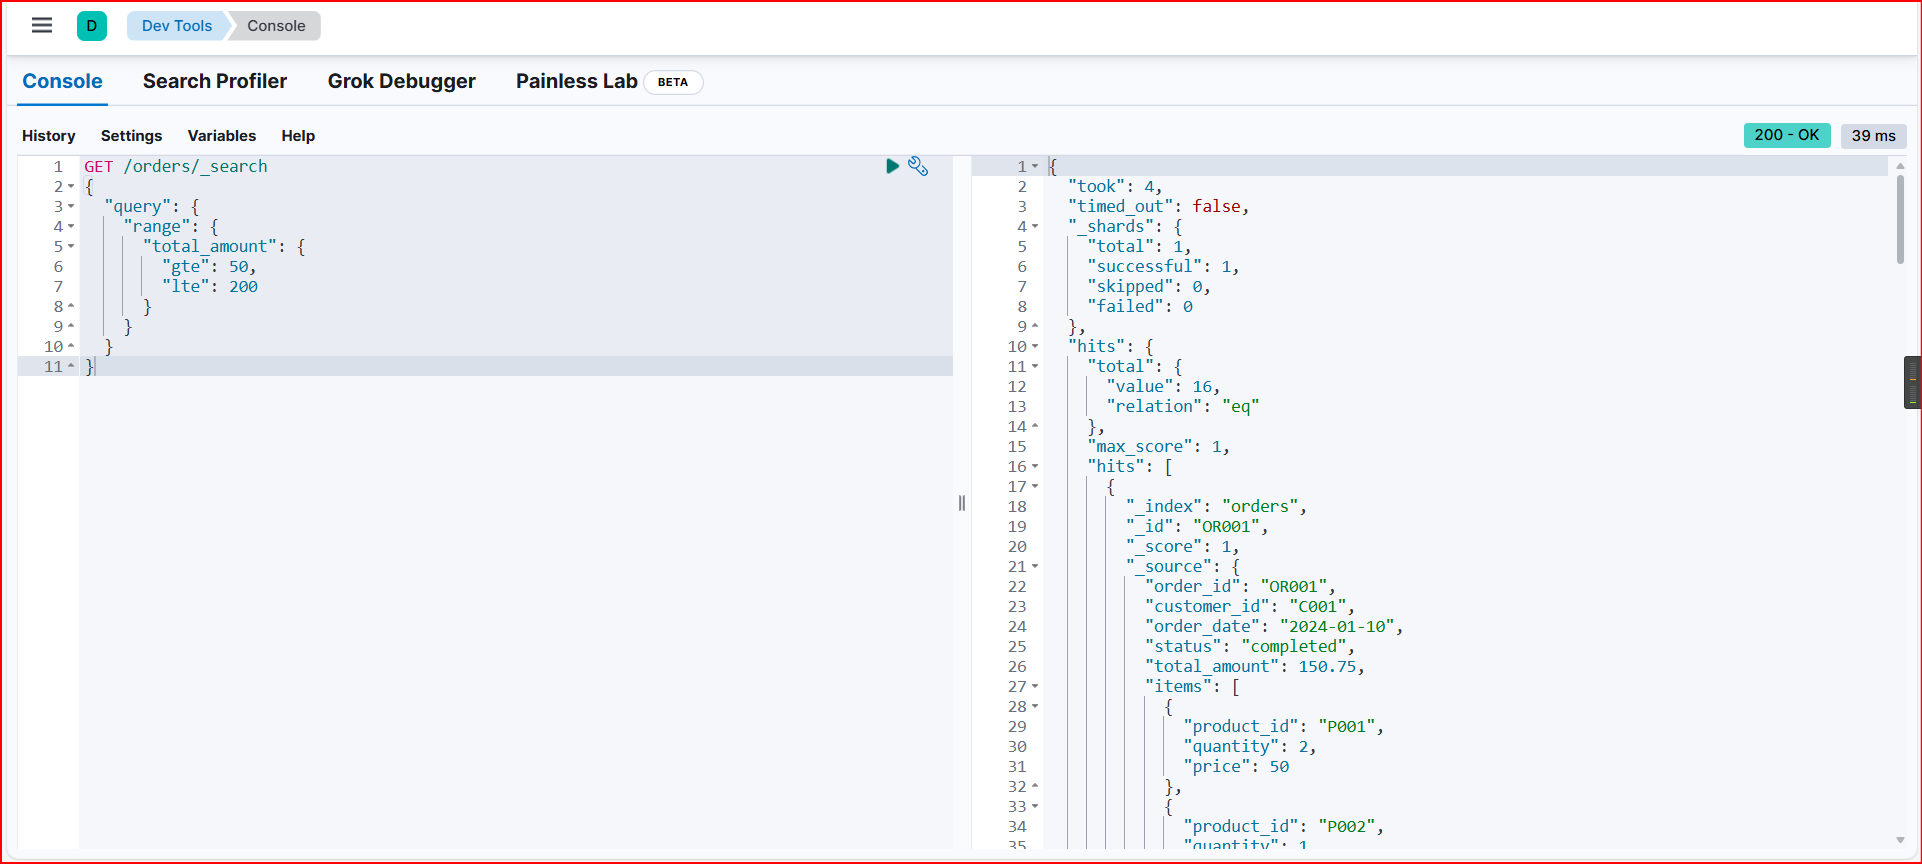 D
Dev Tools
Console
Console
Search Profiler
Grok Debugger
Painless Lab
BETA
History
Settings
Variables
Help
200 - OK
39 ms
1 GET /orders/_search
2 {
3   "query": {
4     "range": {
5       "total_amount": {
6         "gte": 50,
7         "lte": 200
8       }
9     }
10   }
11 }
1 {
2   "took": 4,
3   "timed_out": false,
4   "_shards": {
5     "total": 1,
6     "successful": 1,
7     "skipped": 0,
8     "failed": 0
9   },
10   "hits": {
11     "total": {
12       "value": 16,
13       "relation": "eq"
14     },
15     "max_score": 1,
16     "hits": [
17       {
18         "_index": "orders",
19         "_id": "OR001",
20         "_score": 1,
21         "_source": {
22           "order_id": "OR001",
23           "customer_id": "C001",
24           "order_date": "2024-01-10",
25           "status": "completed",
26           "total_amount": 150.75,
27           "items": [
28             {
29               "product_id": "P001",
30               "quantity": 2,
31               "price": 50
32             },
33             {
34               "product_id": "P002",
35               "quantity": 1